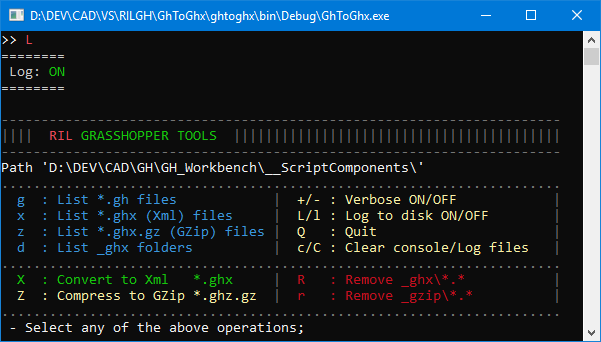 D:\DEV\CAD\VS\RILGH\GhToGhx\ghtoghx\bin\Debug\GhToGhx.exe
>> L
========
Log: ON
========
----------------------------------------------------------------------
|||| RIL GRASSHOPPER TOOLS |||||||||||||||||||||||||||||||||||||||||
----------------------------------------------------------------------
Path 'D:\DEV\CAD\GH\GH_Workbench\__ScriptComponents\'
......................................................................
g : List *.gh files | +/- : Verbose ON/OFF |
x : List *.ghx (Xml) files | L/l : Log to disk ON/OFF |
z : List *.ghx.gz (GZip) files | Q : Quit |
d : List _ghx folders | c/C : Clear console/Log files |
......................................................................
X : Convert to Xml *.ghx | R : Remove _ghx\*.* |
Z : Compress to GZip *.ghz.gz | r : Remove _gzip\*.* |
......................................................................
- Select any of the above operations;